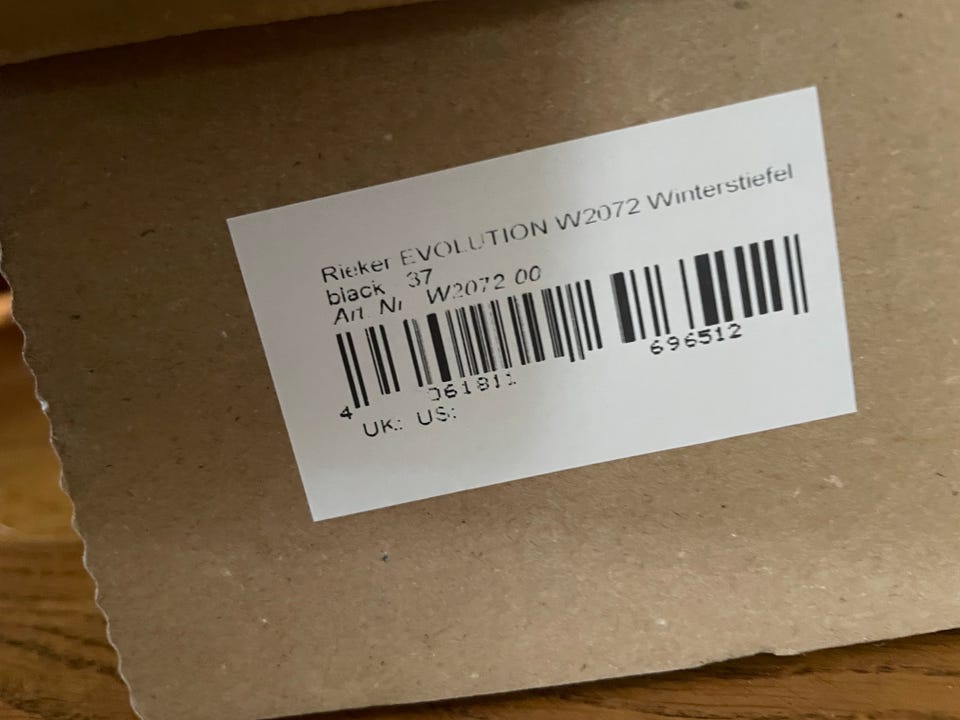 Rieker EVOLUTION W2072 Winterstiefel
black 37
Art. Nr. W2072 00
4 061811 696512
UK: US: